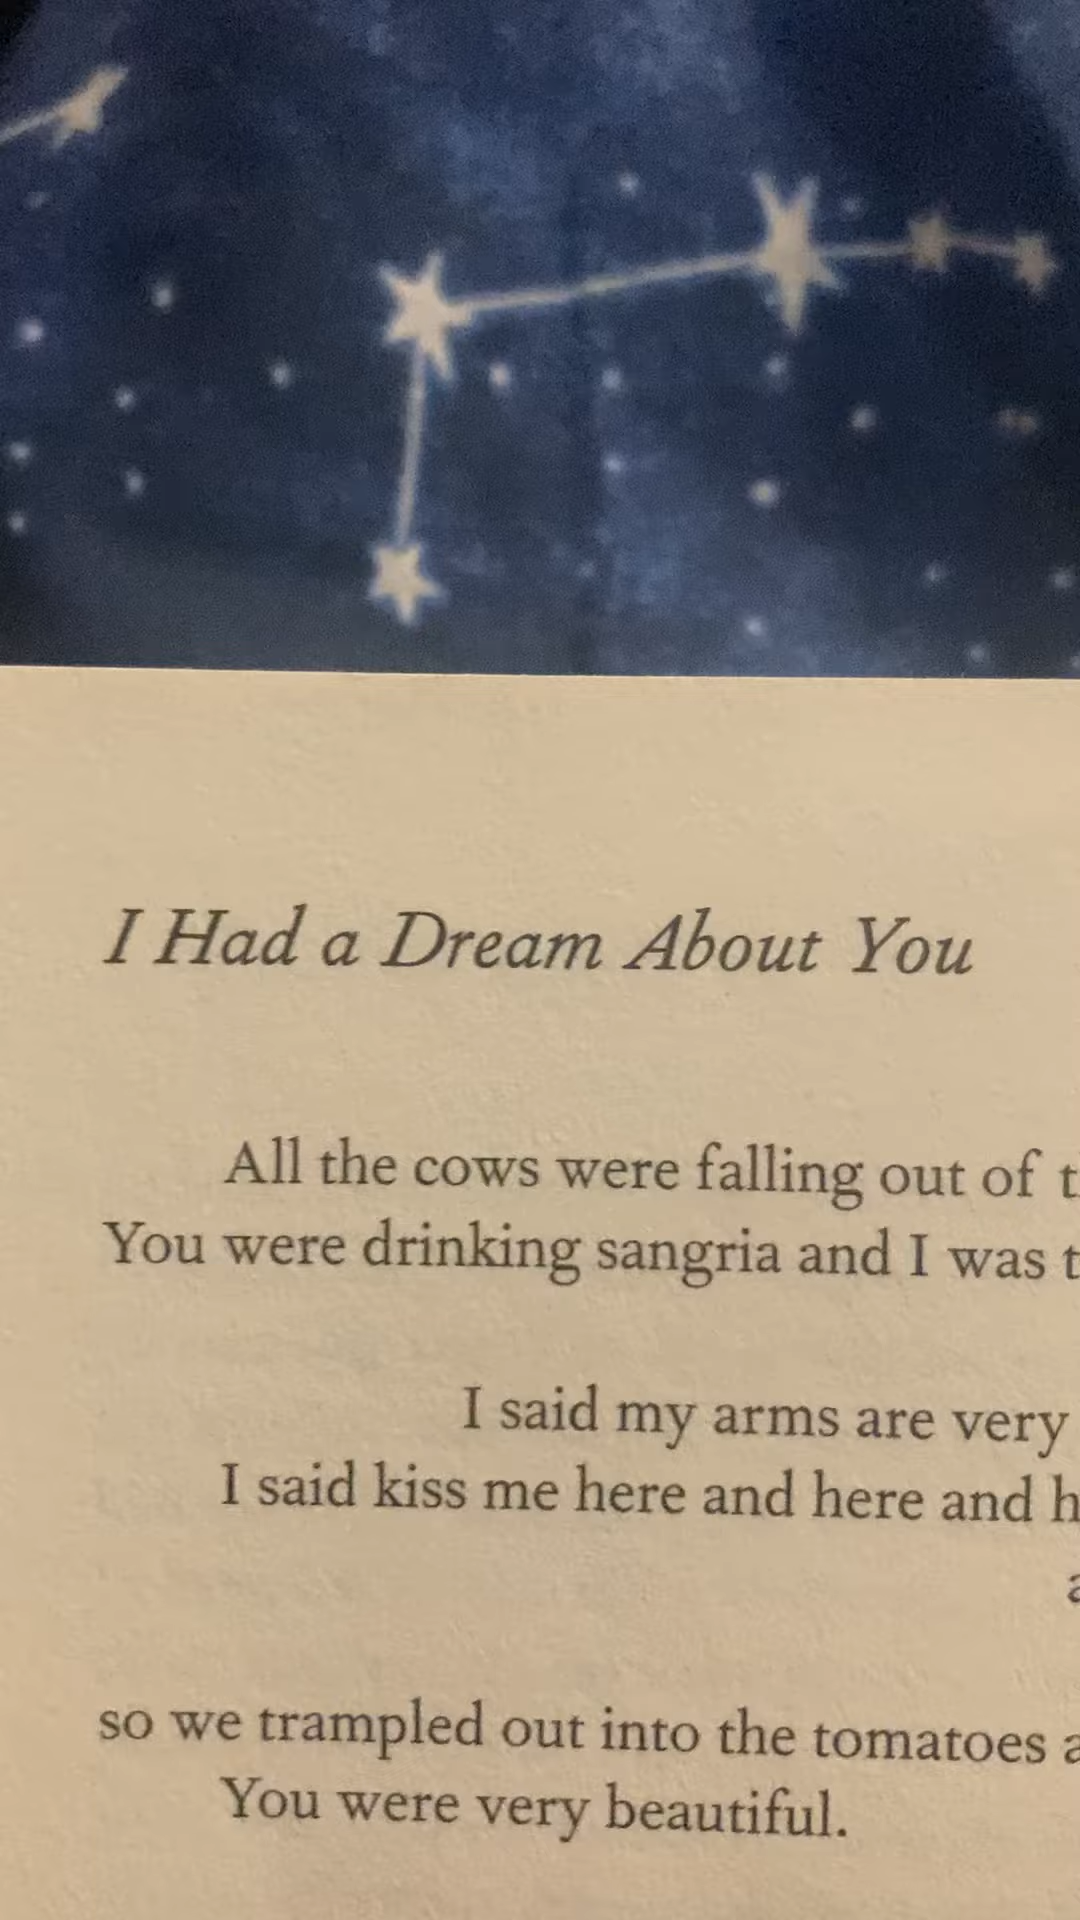 I Had a Dream About You
All the cows were falling out of
You were drinking sangria and I was
I said my arms are very
I said kiss me here and here and
so we trampled out into the tomatoes
You were very beautiful.